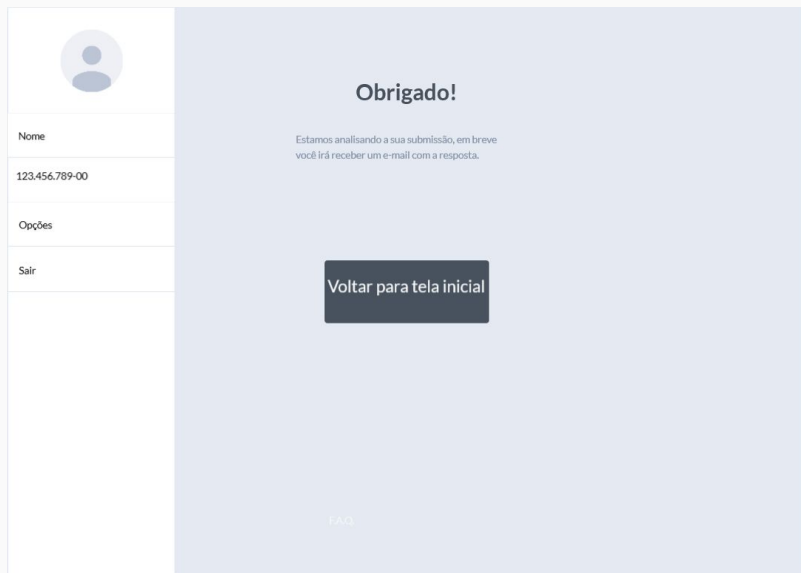 Nome
123.456.789-00
Opções
Sair
Obrigado!
Estamos analisando a sua submissão, em breve
você irá receber um e-mail com a resposta.
Voltar para tela inicial
F.A.Q.